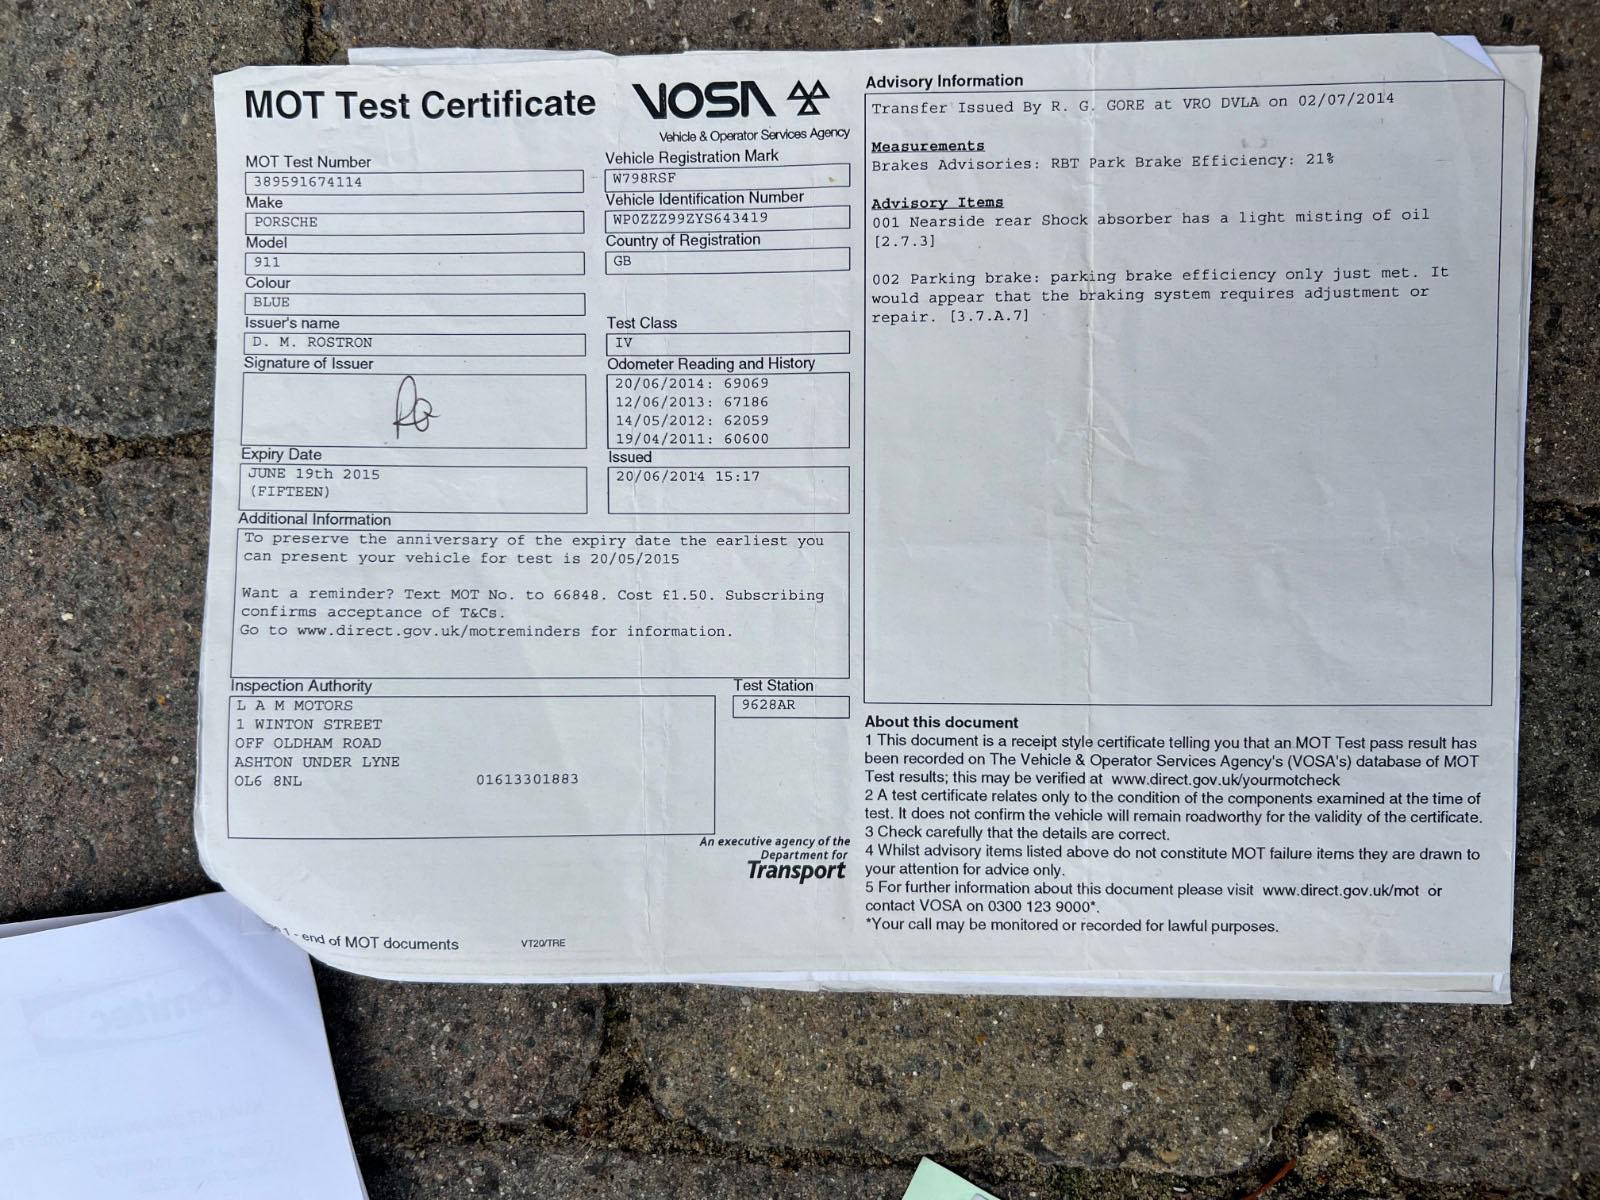 MOT Test Certificate
VOSA
Vehicle & Operator Services Agency
MOT Test Number
389591674114
Make
PORSCHE
Model
911
Colour
BLUE
Issuer's name
D. M. ROSTRON
Signature of Issuer
Expiry Date
JUNE 19th 2015
(FIFTEEN)
Vehicle Registration Mark
W798RSF
Vehicle Identification Number
WP0ZZZ99ZYS643419
Country of Registration
GB
Test Class
IV
Odometer Reading and History
20/06/2014: 69069
12/06/2013: 67186
14/05/2012: 62059
19/04/2011: 60600
Issued
20/06/2014 15:17
Additional Information
To preserve the anniversary of the expiry date the earliest you
can present your vehicle for test is 20/05/2015
Want a reminder? Text MOT No. to 66848. Cost £1.50. Subscribing
confirms acceptance of T&Cs.
Go to www.direct.gov.uk/motreminders for information.
Inspection Authority
L A M MOTORS
1 WINTON STREET
OFF OLDHAM ROAD
ASHTON UNDER LYNE
OL6 8NL 01613301883
Test Station
9628AR
An executive agency of the
Department for
Transport
- end of MOT documents
VT20/TRE
Advisory Information
Transfer Issued By R. G. GORE at VRO DVLA on 02/07/2014
Measurements
Brakes Advisories: RBT Park Brake Efficiency: 21%
Advisory Items
001 Nearside rear Shock absorber has a light misting of oil
[2.7.3]
002 Parking brake: parking brake efficiency only just met. It
would appear that the braking system requires adjustment or
repair. [3.7.A.7]
About this document
1 This document is a receipt style certificate telling you that an MOT Test pass result has
been recorded on The Vehicle & Operator Services Agency's (VOSA's) database of MOT
Test results; this may be verified at www.direct.gov.uk/yourmotcheck
2 A test certificate relates only to the condition of the components examined at the time of
test. It does not confirm the vehicle will remain roadworthy for the validity of the certificate.
3 Check carefully that the details are correct.
4 Whilst advisory items listed above do not constitute MOT failure items they are drawn to
your attention for advice only.
5 For further information about this document please visit www.direct.gov.uk/mot or
contact VOSA on 0300 123 9000*.
*Your call may be monitored or recorded for lawful purposes.